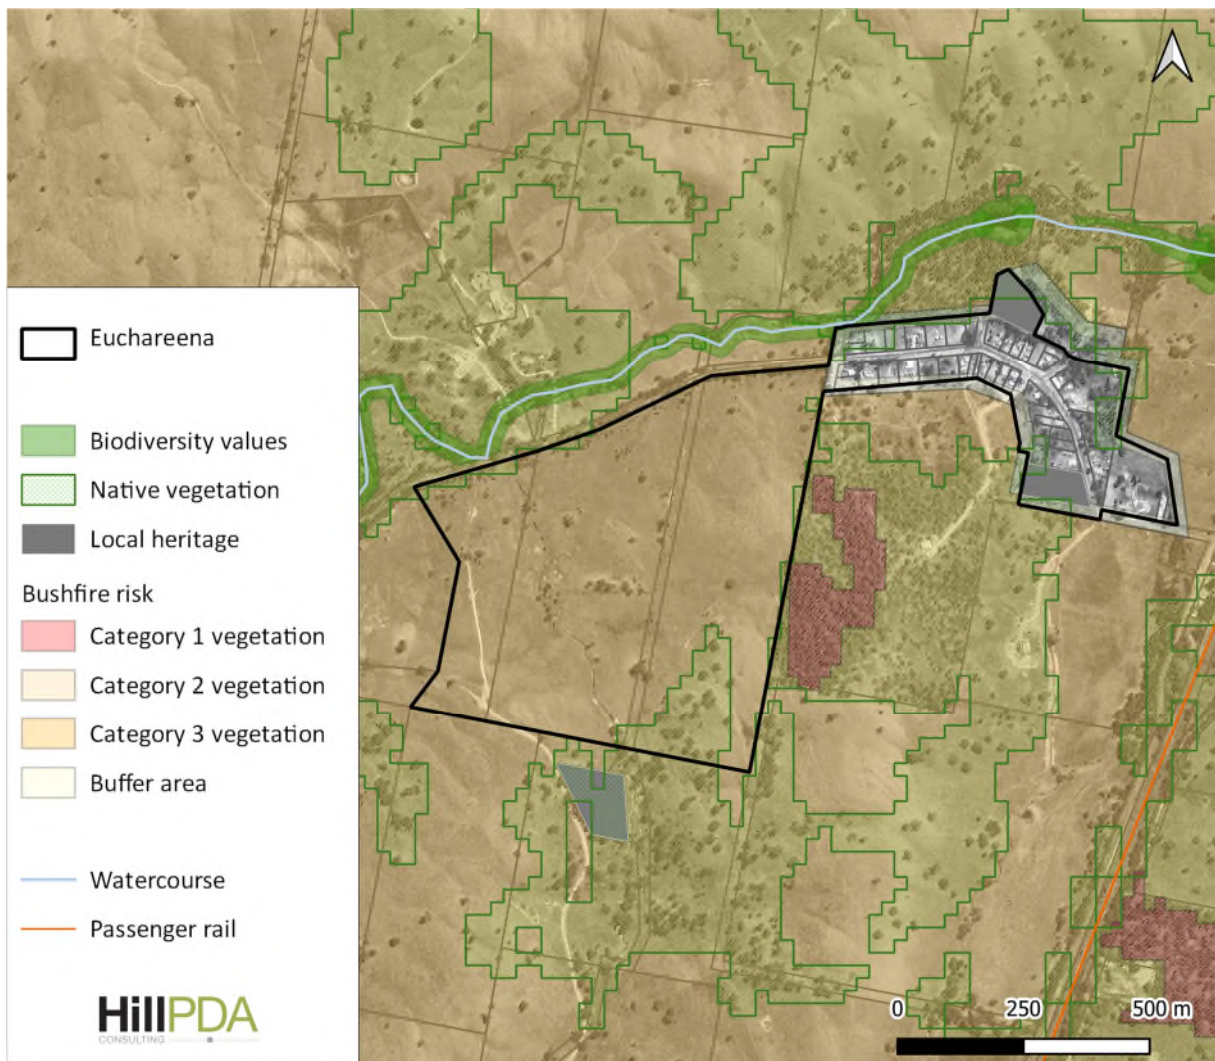 Euchareena
Biodiversity values
Native vegetation
Local heritage
Bushfire risk
Category 1 vegetation
Category 2 vegetation
Category 3 vegetation
Buffer area
Watercourse
Passenger rail
HillPDA
CONSULTING
0 250 500 m